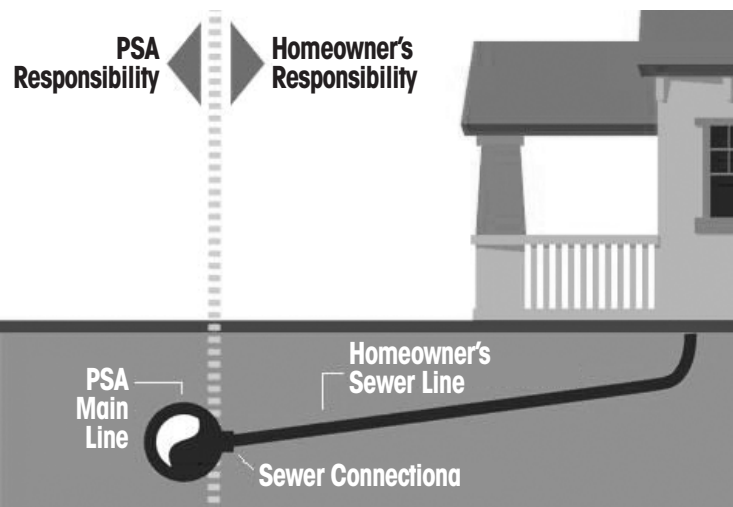 PSA
Responsibility
Homeowner's
Responsibility
Homeowner's
Sewer Line
PSA
Main
Line
Sewer Connectiona